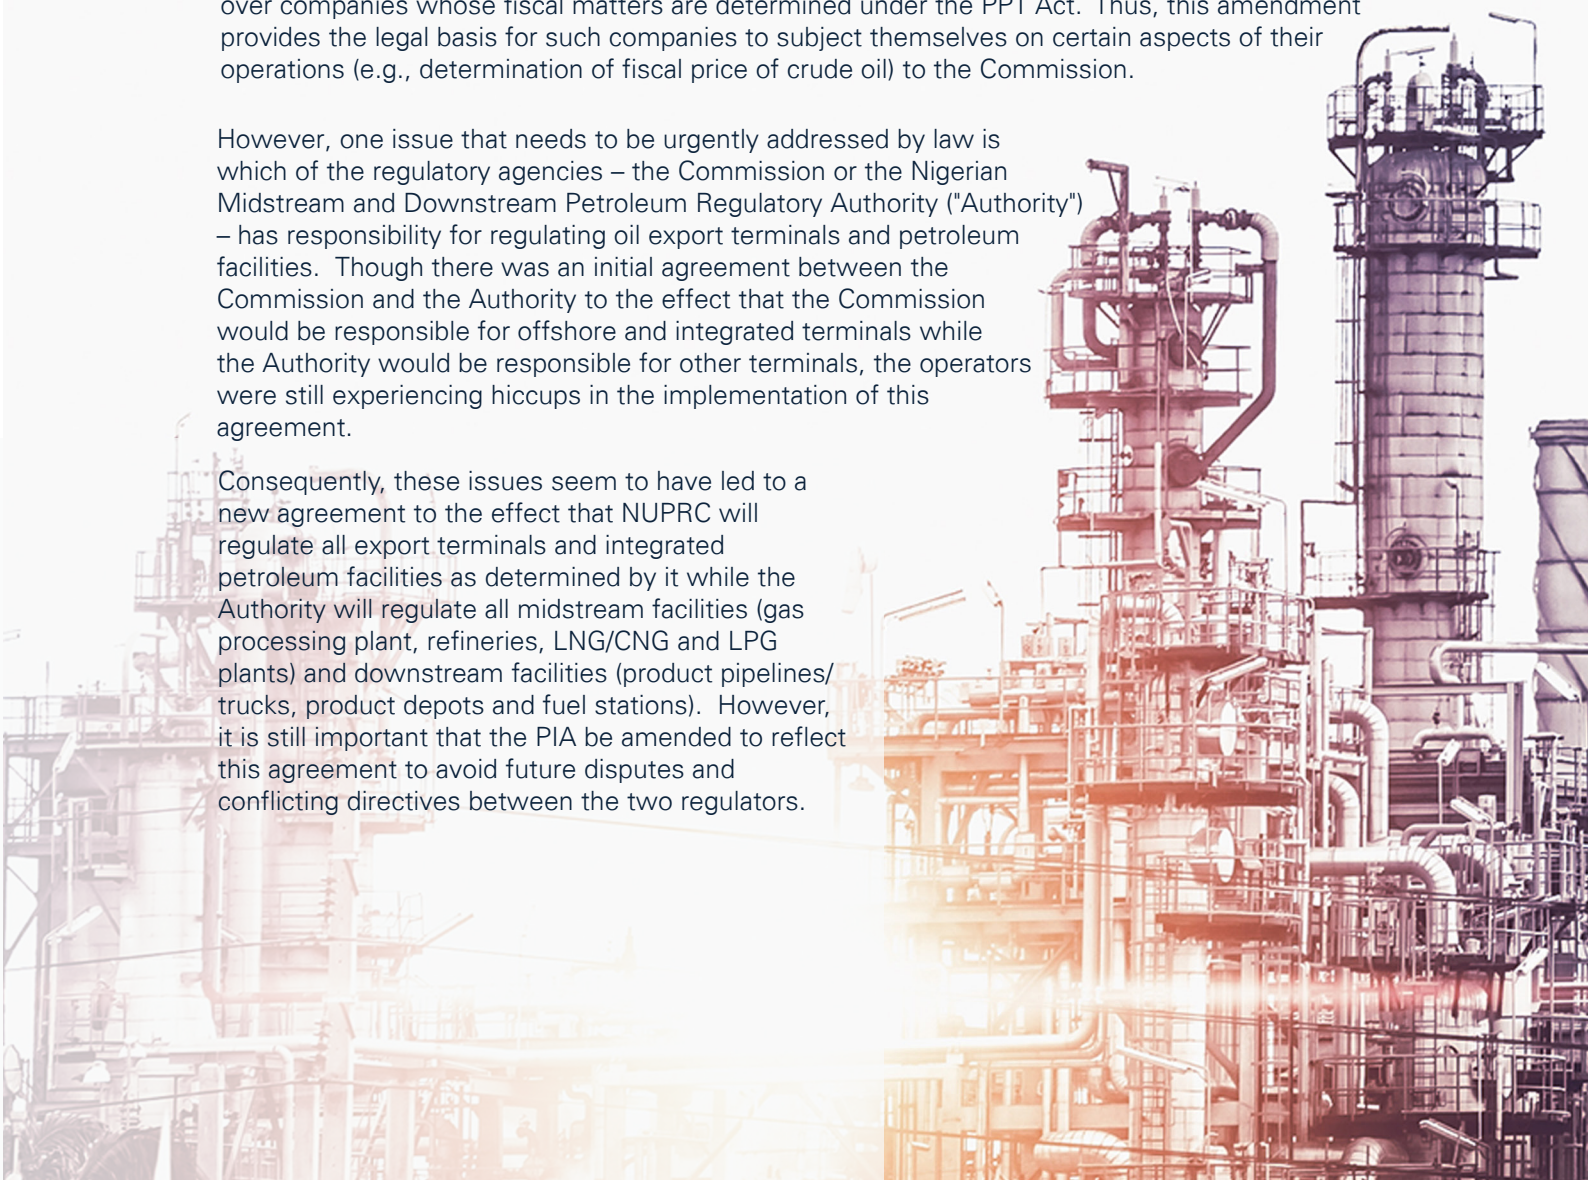 over companies whose fiscal matters are determined under the PPT Act.  Thus, this amendment
provides the legal basis for such companies to subject themselves on certain aspects of their
operations (e.g., determination of fiscal price of crude oil) to the Commission.
However, one issue that needs to be urgently addressed by law is
which of the regulatory agencies – the Commission or the Nigerian
Midstream and Downstream Petroleum Regulatory Authority ("Authority")
– has responsibility for regulating oil export terminals and petroleum
facilities.  Though there was an initial agreement between the
Commission and the Authority to the effect that the Commission
would be responsible for offshore and integrated terminals while
the Authority would be responsible for other terminals, the operators
were still experiencing hiccups in the implementation of this
agreement.
Consequently, these issues seem to have led to a
new agreement to the effect that NUPRC will
regulate all export terminals and integrated
petroleum facilities as determined by it while the
Authority will regulate all midstream facilities (gas
processing plant, refineries, LNG/CNG and LPG
plants) and downstream facilities (product pipelines/
trucks, product depots and fuel stations).  However,
it is still important that the PIA be amended to reflect
this agreement to avoid future disputes and
conflicting directives between the two regulators.